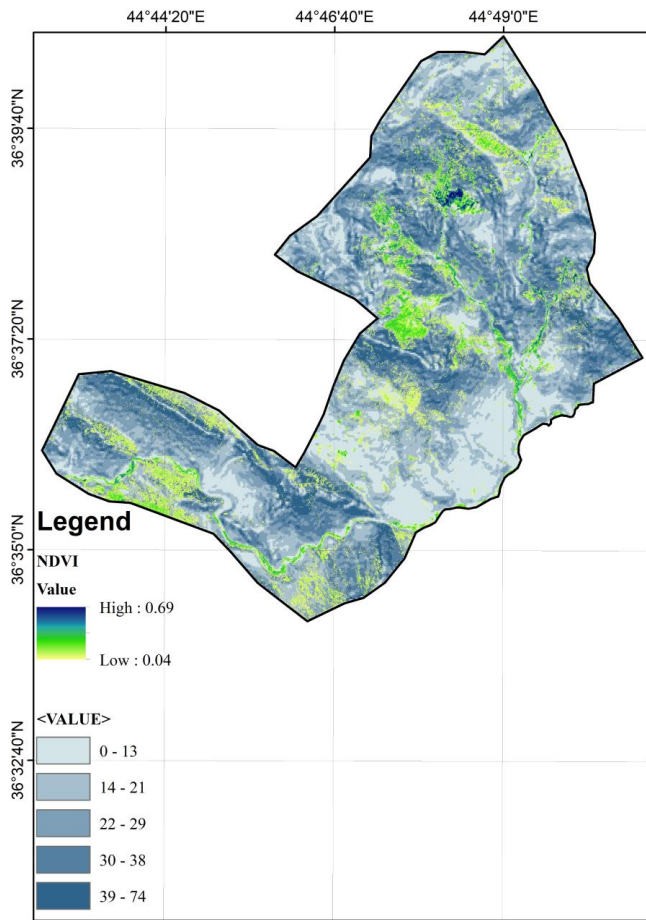 44°44'20"E 44°46'40"E 44°49'0"E
36°39'40"N
36°37'20"N
36°35'0"N
36°32'40"N
Legend
NDVI
Value
High : 0.69
Low : 0.04
<VALUE>
0 - 13
14 - 21
22 - 29
30 - 38
39 - 74